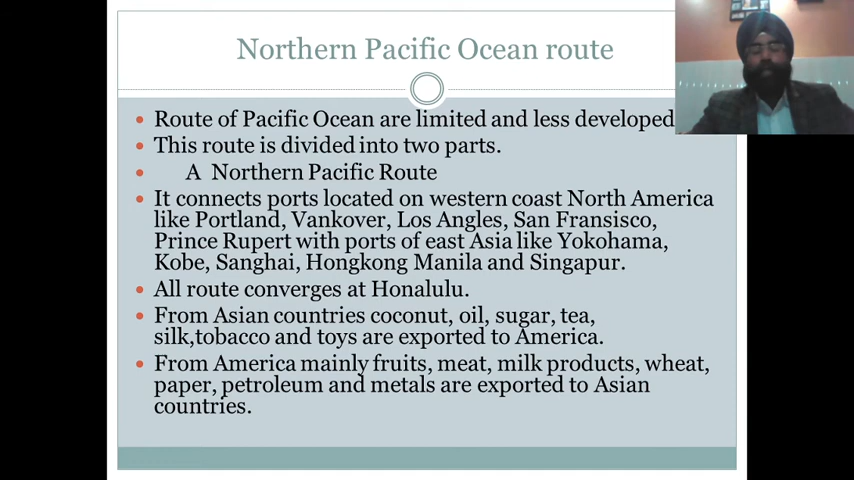 Northern Pacific Ocean route
Route of Pacific Ocean are limited and less developed
This route is divided into two parts.
A Northern Pacific Route
It connects ports located on western coast North America
like Portland, Vankover, Los Angles, San Fransisco,
Prince Rupert with ports of east Asia like Yokohama,
Kobe, Sanghai, Hongkong Manila and Singapur.
All route converges at Honalulu.
From Asian countries coconut, oil, sugar, tea,
silk,tobacco and toys are exported to America.
From America mainly fruits, meat, milk products, wheat,
paper, petroleum and metals are exported to Asian
countries.